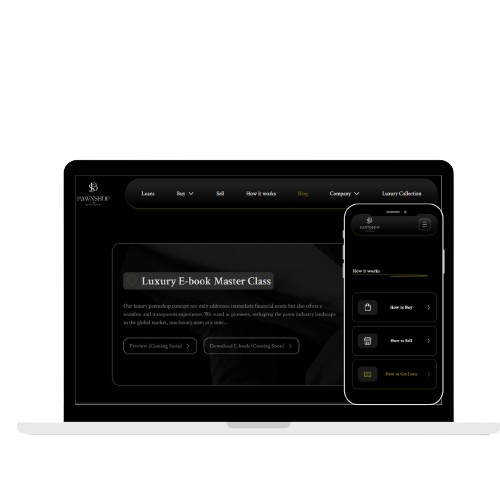 PAWNSHOP
Loans
Buy
Sell
How it works
Blog
Company
Luxury Collection
Luxury E-book Master Class
Our luxury pawnshop concept not only addresses immediate financial needs but also offers a
seamless and transparent experience. We stand as pioneers, reshaping the pawn industry landscape
in the global market, one luxury asset at a time...
Preview (Coming Soon)
Download E-book (Coming Soon)
PAWNSHOP
How it works
How to Buy
How to Sell
How to Get Loan